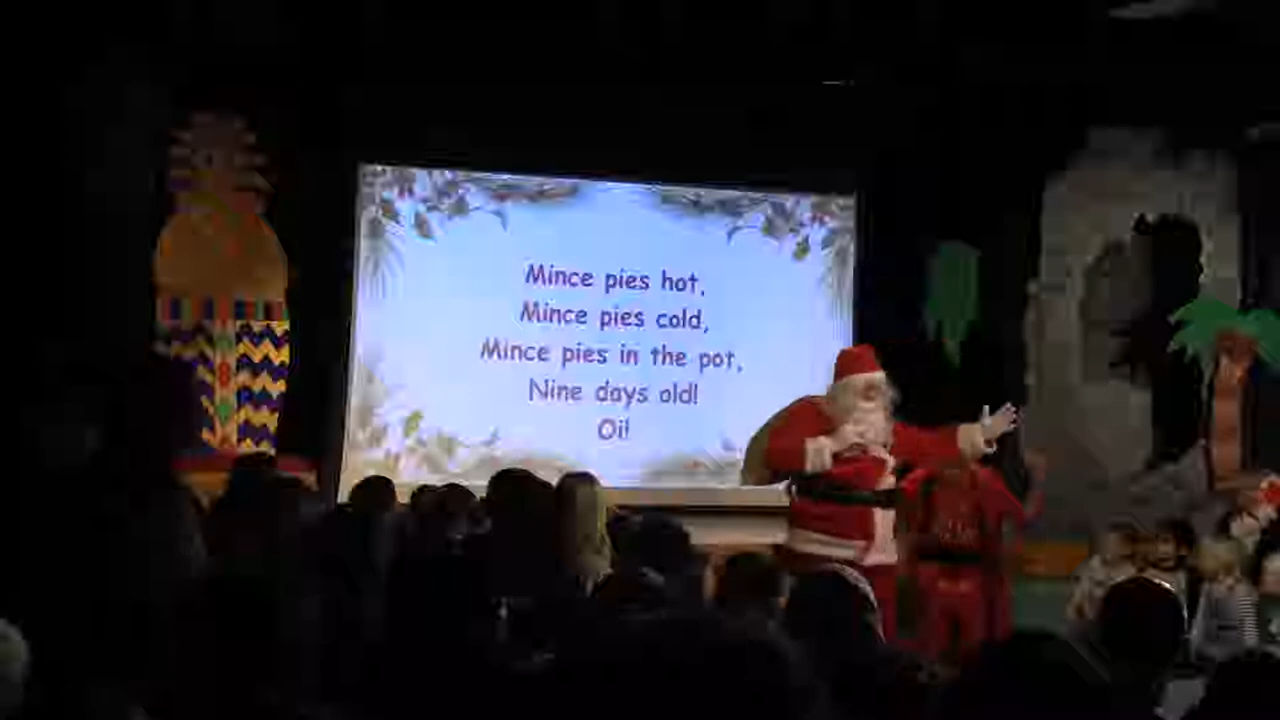 Mince pies hot,
Mince pies cold,
Mince pies in the pot,
Nine days old!
Oi!